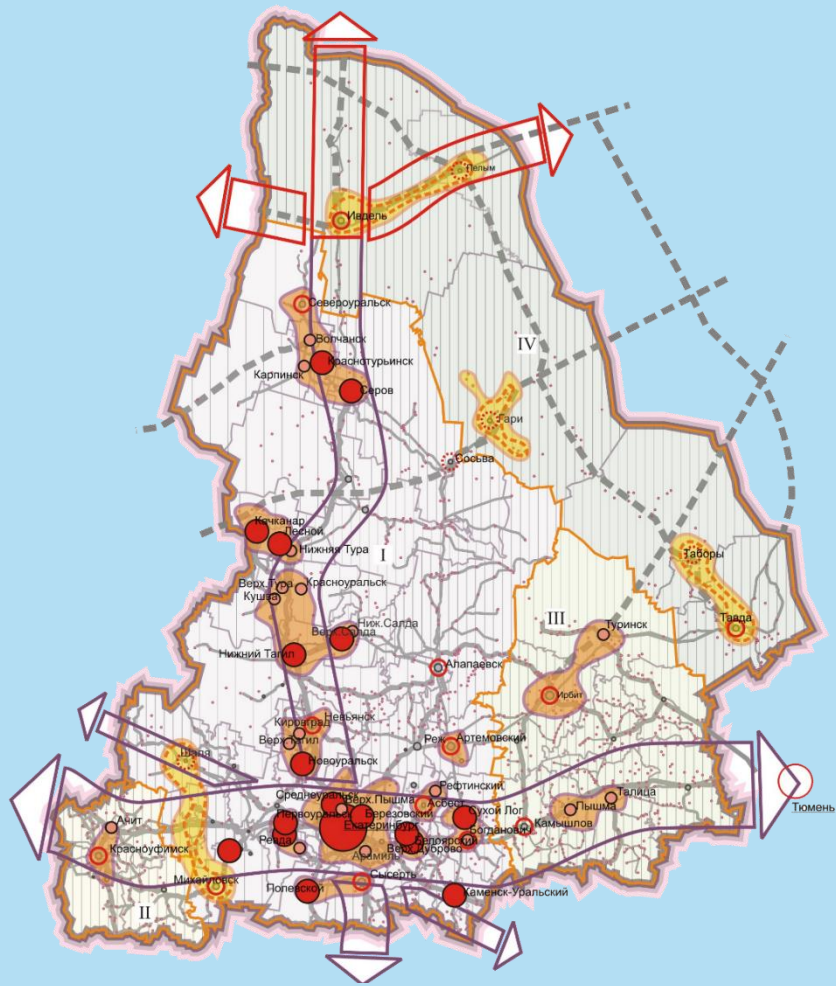 Пелым
Ивдель
Североуральск
Волчанск
IV
Краснотурьинск
Карпинск
Серов
Гари
Сосьва
Качканар
Лесной
Нижняя Тура
I
Таборы
Верх.Тура
Красноуральск
Кушва
Ниж.Салда
Верх.Салда
III
Туринск
Тавда
Нижний Тагил
Алапаевск
Ирбит
Невьянск
Кировград
Верх.Тагил
Реж
Артемовский
Шаля
Новоуральск
Рефтинский
Среднеуральск
Верх.Пышма
Асбест
Талица
Тюмень
Ачит
Первоуральск
Березовский
Сухой Лог
Пышма
Камышлов
Екатеринбург
Богданович
Ревда
Белоярский
Верх.Дуброво
Красноуфимск
Арамиль
Михайловск
Сысерть
Полевской
Каменск-Уральский
II